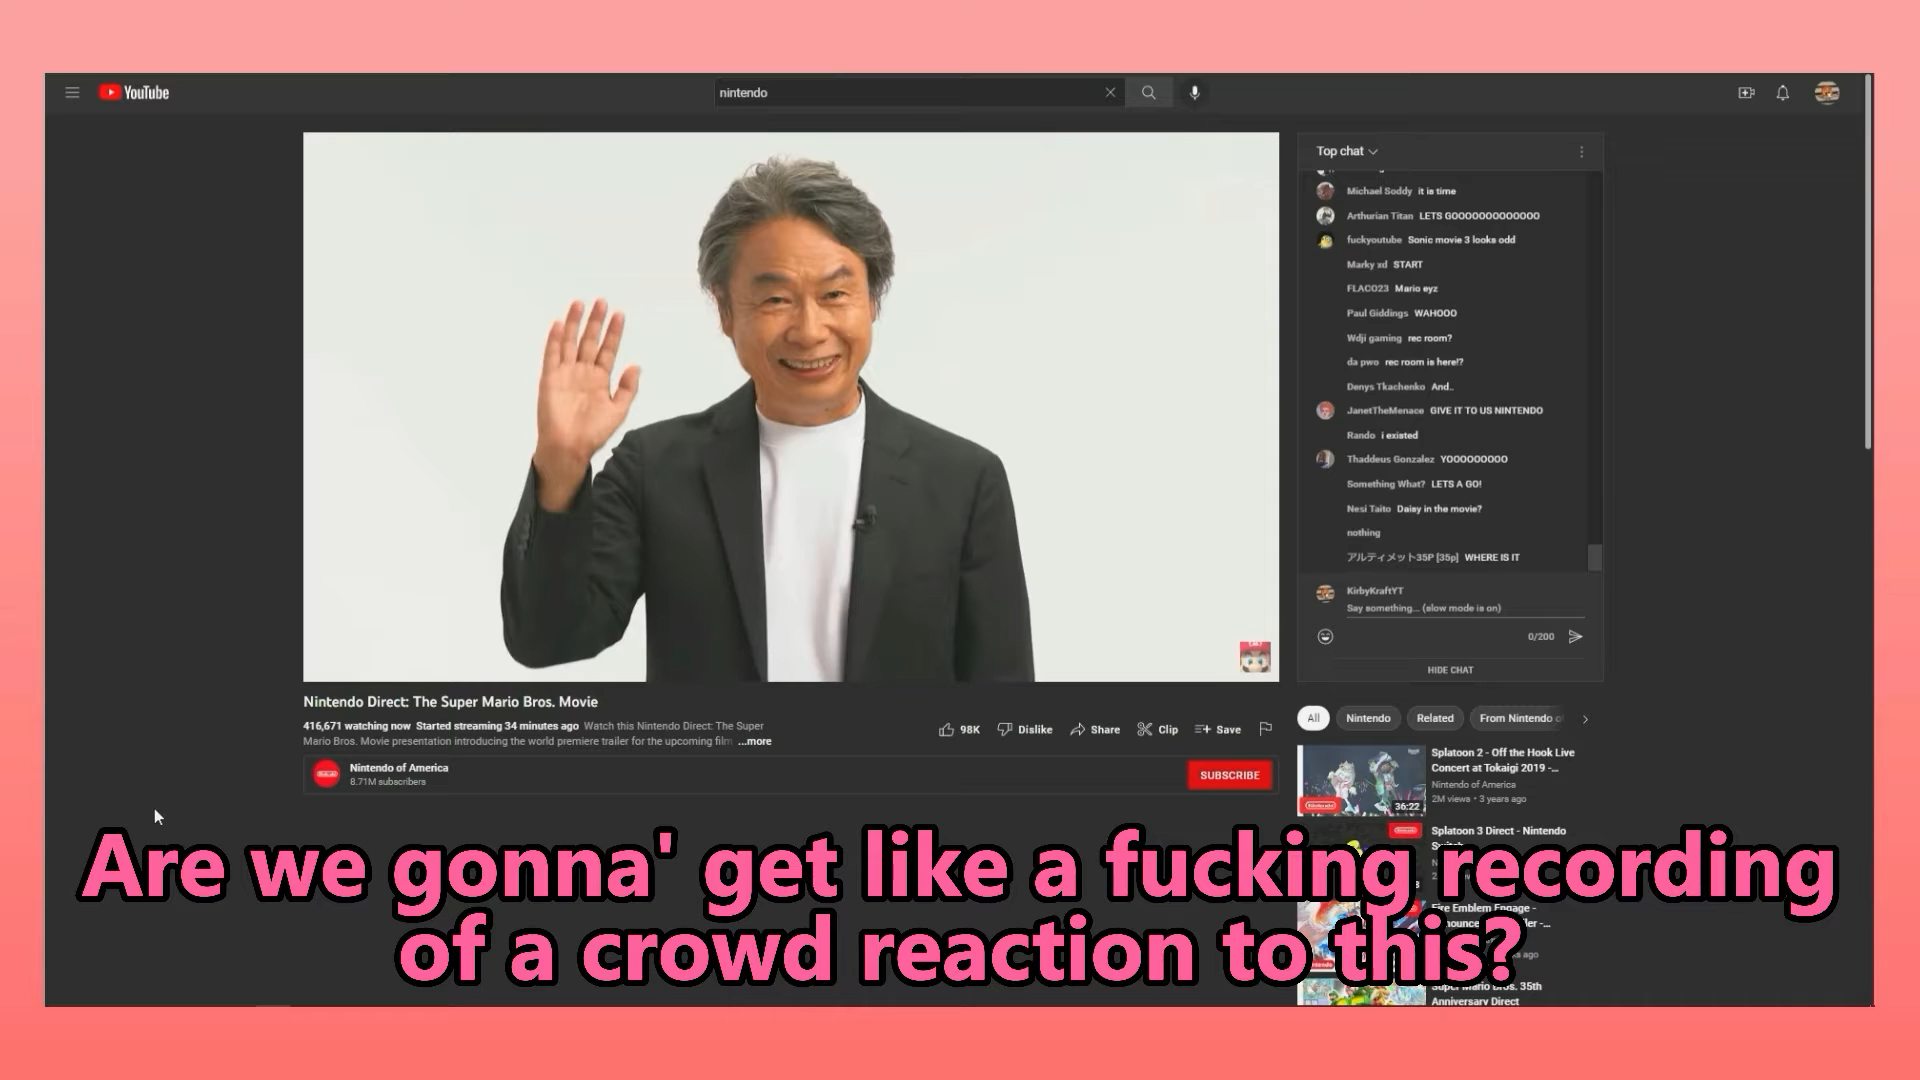 YouTube
nintendo
Top chat
Michael Soddy it is time
Arthurian Titan LETS GOOOOOOOOOOOOO
fuckyoutube Sonic movie 3 looks odd
Marky xd START
FLACO23 Mario eyz
Paul Giddings WAHOOO
Wdji gaming rec room?
da pwo rec room is here!?
Denys Tkachenko And..
JanetTheMenace GIVE IT TO US NINTENDO
Rando i existed
Thaddeus Gonzalez YOOOOOOOOO
Something What? LETS A GO!
Nesi Taito Daisy in the movie?
nothing
アルティメット35P [35p] WHERE IS IT
KirbyKraftYT
Say something... (slow mode is on)
0/200
HIDE CHAT
Nintendo Direct: The Super Mario Bros. Movie
416,671 watching now Started streaming 34 minutes ago Watch this Nintendo Direct: The Super
Mario Bros. Movie presentation introducing the world premiere trailer for the upcoming film ...more
98K Dislike Share Clip Save
Nintendo of America
8.71M subscribers
SUBSCRIBE
All Nintendo Related From Nintendo o
Splatoon 2 - Off the Hook Live
Concert at Tokaigi 2019 -...
Nintendo of America
2M views • 3 years ago
36:22
Splatoon 3 Direct - Nintendo
Fire Emblem Engage -
Super Mario Bros. 35th
Anniversary Direct
Are we gonna' get like a fucking recording
of a crowd reaction to this?